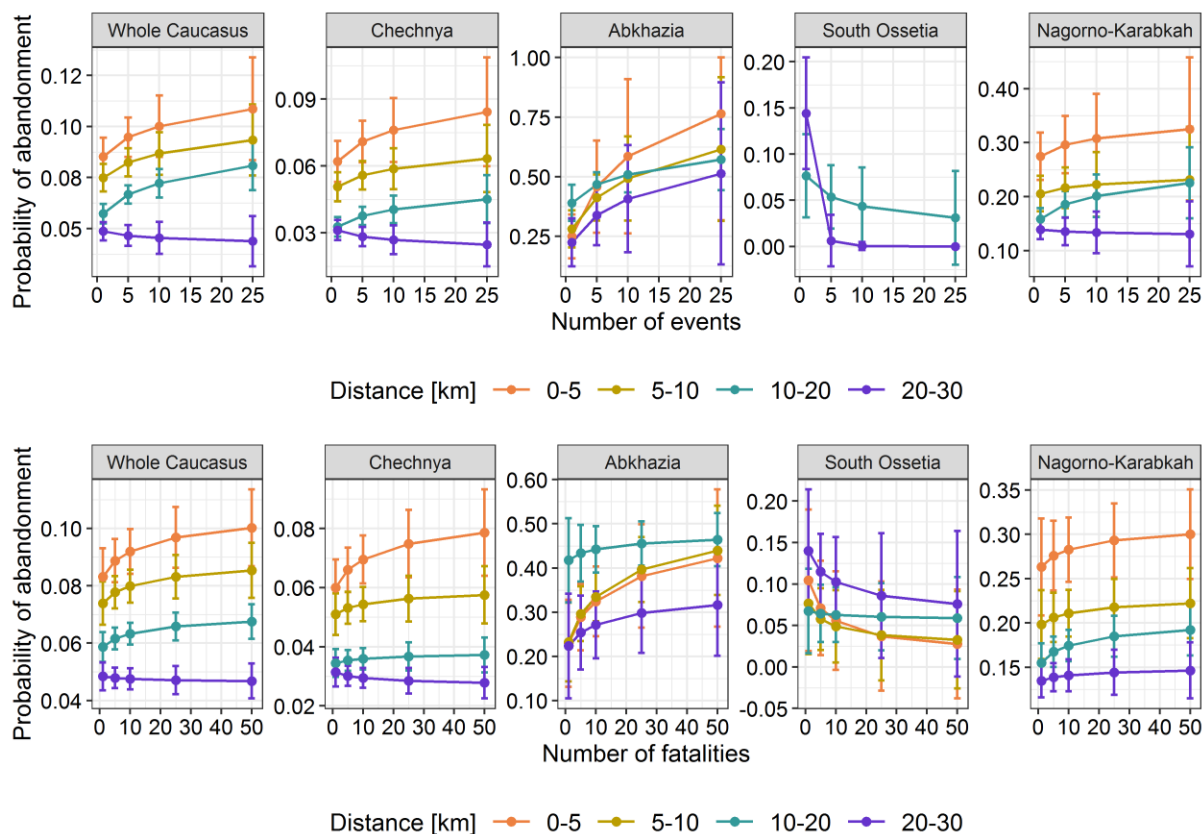 Whole Caucasus Chechnya Abkhazia South Ossetia Nagorno-Karabkah
Probability of abandonment
0.12 0.10 0.08 0.05
0.09 0.06 0.03
1.00 0.75 0.50 0.25
0.20 0.15 0.10 0.05 0.00
0.40 0.30 0.20 0.10
0 5 10 15 20 25 0 5 10 15 20 25 0 5 10 15 20 25 0 5 10 15 20 25 0 5 10 15 20 25
Number of events
Distance [km] 0-5 5-10 10-20 20-30
Whole Caucasus Chechnya Abkhazia South Ossetia Nagorno-Karabkah
Probability of abandonment
0.10 0.08 0.06 0.04
0.08 0.06 0.04 0.02
0.60 0.50 0.40 0.30 0.20 0.10
0.20 0.15 0.10 0.05 0.00 -0.05
0.35 0.30 0.25 0.20 0.15
0 10 20 30 40 50 0 10 20 30 40 50 0 10 20 30 40 50 0 10 20 30 40 50 0 10 20 30 40 50
Number of fatalities
Distance [km] 0-5 5-10 10-20 20-30